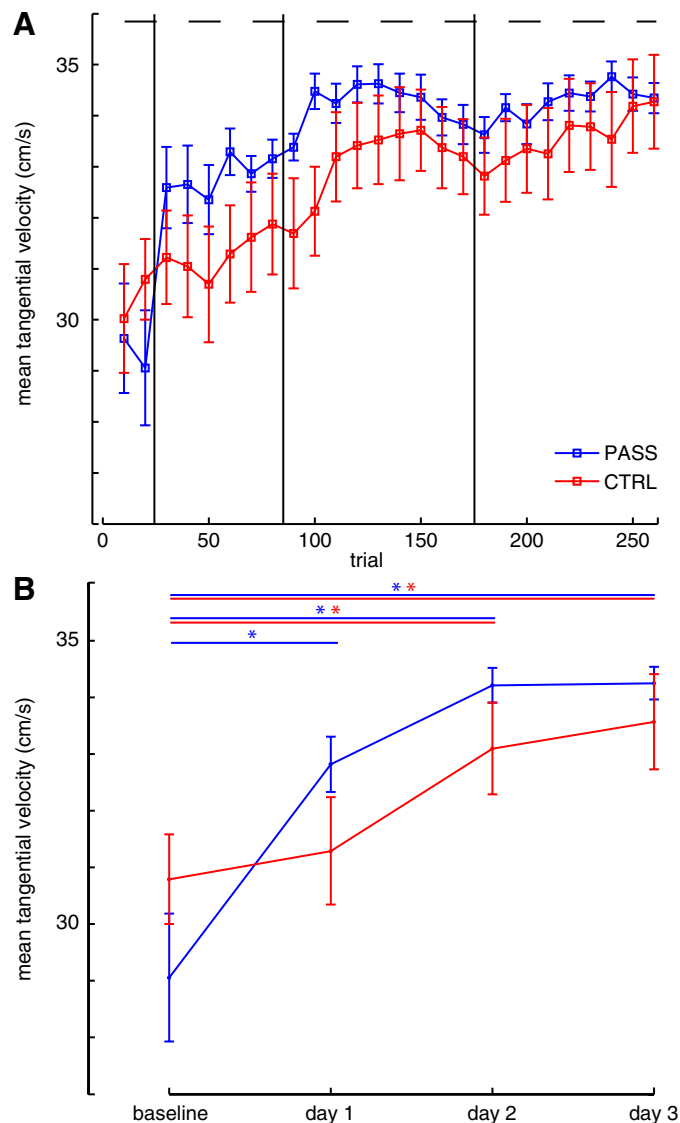 A
35
30
mean tangential velocity (cm/s)
PASS
CTRL
0 50 100 150 200 250
trial
B
* *
* *
*
35
30
mean tangential velocity (cm/s)
baseline day 1 day 2 day 3